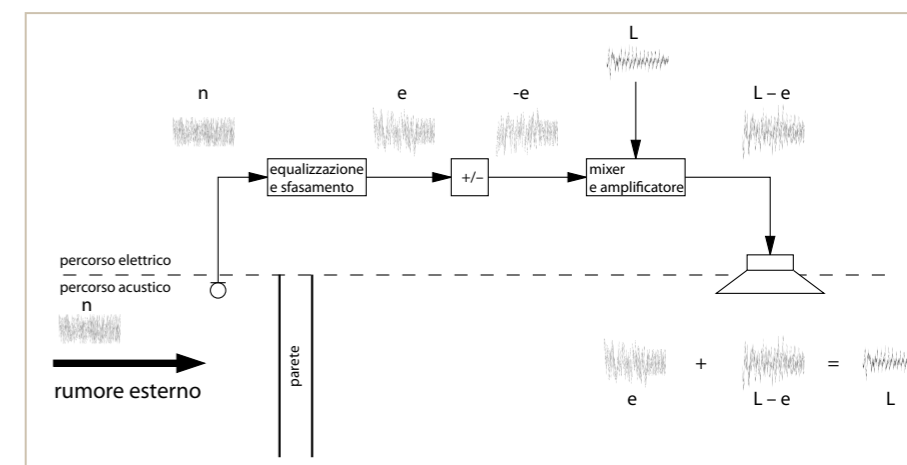 L
n
e
-e
L – e
equalizzazione
e sfasamento
+/–
mixer
e amplificatore
percorso elettrico
percorso acustico
n
rumore esterno
parete
+
=
e
L – e
L